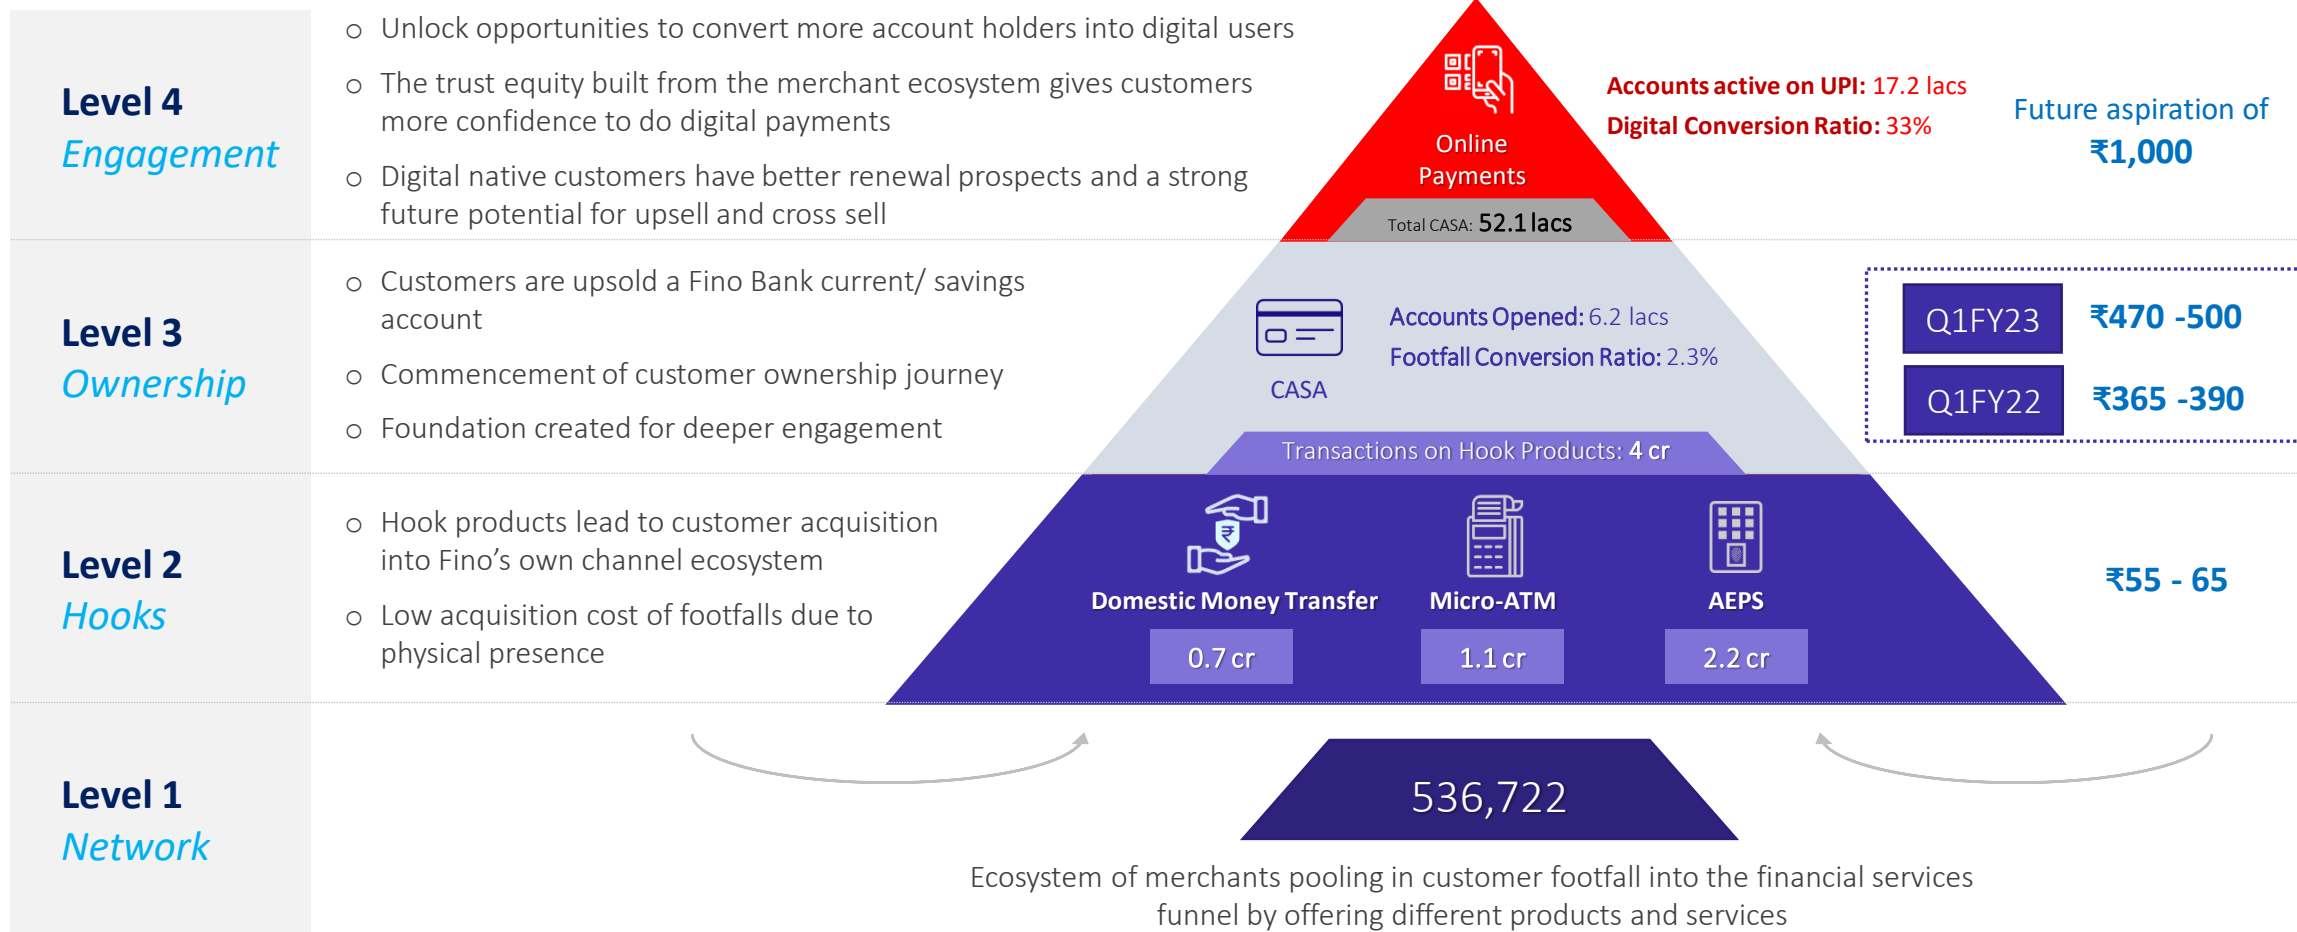 Level 4
Engagement
o Unlock opportunities to convert more account holders into digital users
o The trust equity built from the merchant ecosystem gives customers
more confidence to do digital payments
o Digital native customers have better renewal prospects and a strong
future potential for upsell and cross sell
Online
Payments
Total CASA: 52.1 lacs
Accounts active on UPI: 17.2 lacs
Digital Conversion Ratio: 33%
Future aspiration of
₹1,000
Level 3
Ownership
o Customers are upsold a Fino Bank current/ savings
account
o Commencement of customer ownership journey
o Foundation created for deeper engagement
CASA
Accounts Opened: 6.2 lacs
Footfall Conversion Ratio: 2.3%
Transactions on Hook Products: 4 cr
Q1FY23 ₹470 -500
Q1FY22 ₹365 -390
Level 2
Hooks
o Hook products lead to customer acquisition
into Fino’s own channel ecosystem
o Low acquisition cost of footfalls due to
physical presence
₹
Domestic Money Transfer Micro-ATM AEPS
0.7 cr 1.1 cr 2.2 cr
₹55 - 65
Level 1
Network
536,722
Ecosystem of merchants pooling in customer footfall into the financial services
funnel by offering different products and services